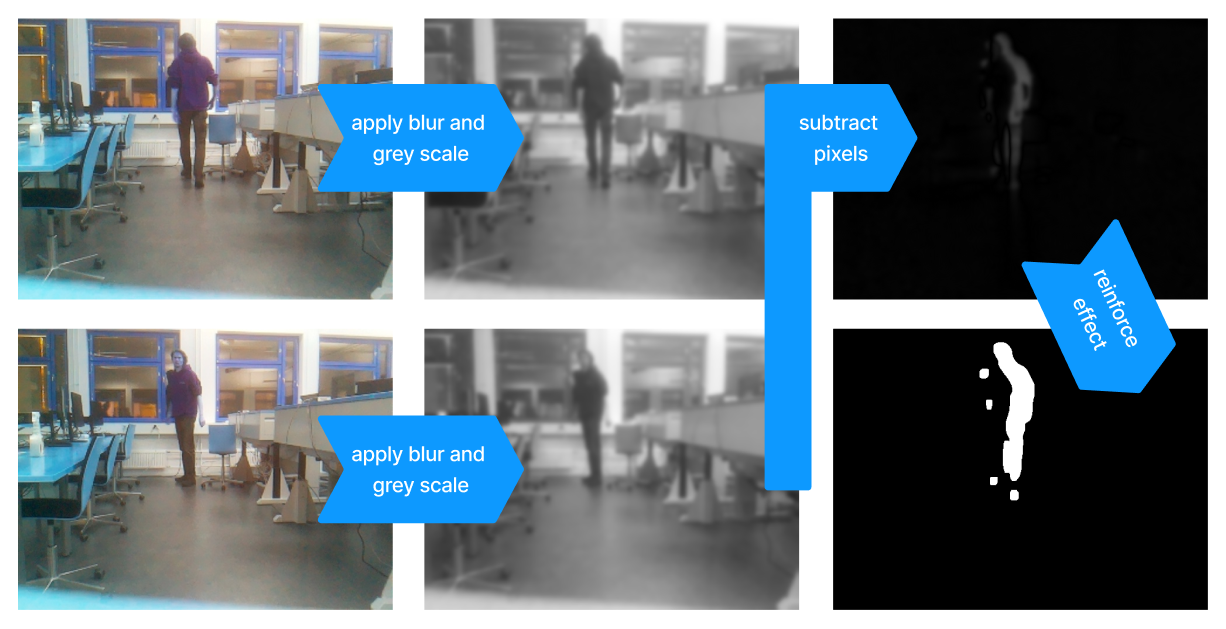 apply blur and
grey scale
subtract
pixels
reinforce
effect
apply blur and
grey scale